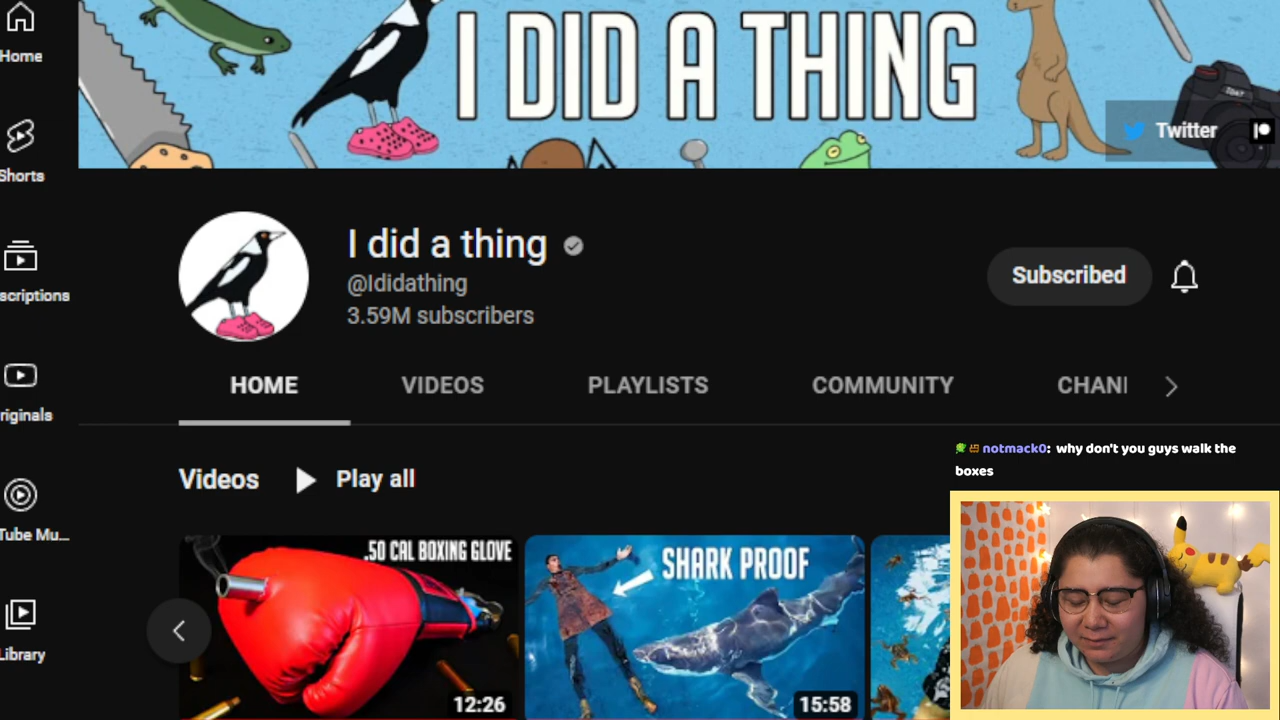 Home
I DID A THING
Twitter
Shorts
I did a thing
@Ididathing
3.59M subscribers
Subscribed
scriptions
HOME
VIDEOS
PLAYLISTS
COMMUNITY
CHANI
riginals
notmack0: why don't you guys walk the
boxes
Videos
Play all
Tube Mu...
.50 CAL BOXING GLOVE
12:26
SHARK PROOF
15:58
Library